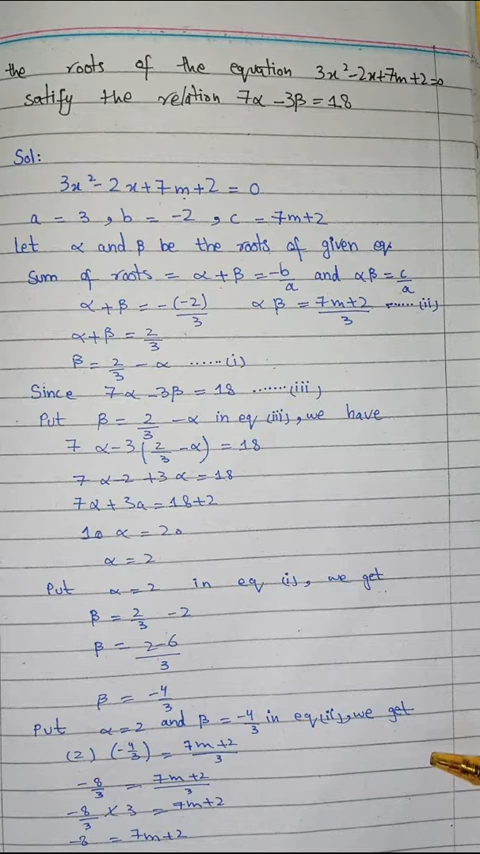 the roots of the equation 3x²-2x+7m+2=0
satify the relation 7α-3β=18
Sol:
3x²-2x+7m+2=0
a = 3, b = -2, c = 7m+2
Let α and β be the roots of given eq
Sum of roots = α+β = -b/a and αβ = c/a
α+β = -(-2)/3 αβ = 7m+2/3 ......(ii)
α+β = 2/3
β = 2/3 - α ......(i)
Since 7α-3β=18 .......(iii)
Put β = 2/3 - α in eq (iii), we have
7α-3(2/3-α)=18
7α-2+3α=18
7α+3α=18+2
10α = 20
α = 2
Put α=2 in eq (i), we get
β = 2/3 - 2
β = 2-6/3
β = -4/3
Put α=2 and β=-4/3 in eq (ii), we get
(2)(-4/3) = 7m+2/3
-8/3 = 7m+2/3
-8/3 × 3 = 7m+2
-8 = 7m+2